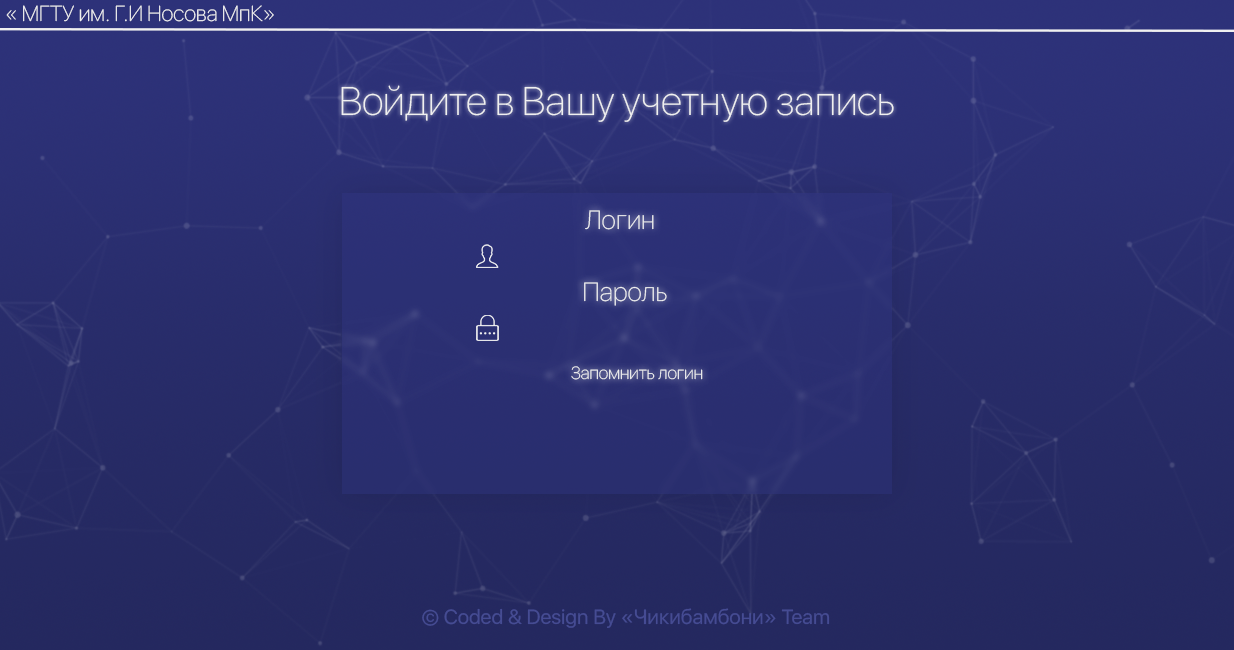 « МГТУ им. Г.И Носова МпК»
Войдите в Вашу учетную запись
Логин
Пароль
Запомнить логин
© Coded & Design By «Чикибамбони» Team